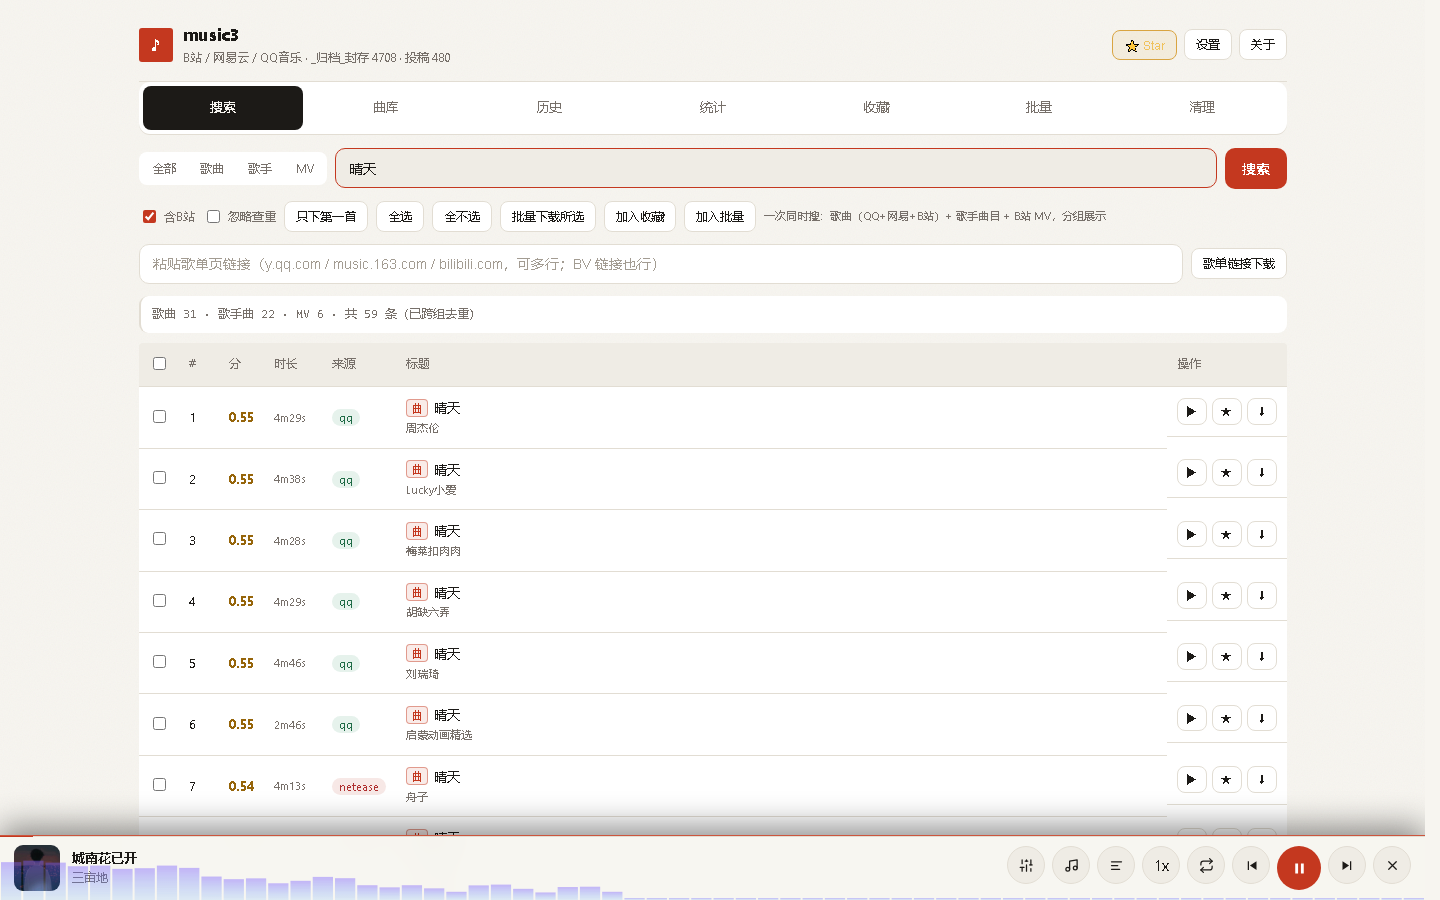 music3
B站 / 网易云 / QQ音乐 · _归档_封存 4708 · 投稿 480
Star
设置
关于
搜索
曲库
历史
统计
收藏
批量
清理
全部
歌曲
歌手
MV
晴天
搜索
含B站
忽略查重
只下第一首
全选
全不选
批量下载所选
加入收藏
加入批量
一次同时搜：歌曲（QQ+网易+B站）+ 歌手曲目 + B站 MV，分组展示
粘贴歌单页链接（y.qq.com / music.163.com / bilibili.com，可多行；BV 链接也行）
歌单链接下载
歌曲 31 · 歌手曲 22 · MV 6 · 共 59 条 (已跨组去重)
# 分 时长 来源 标题 操作
1 0.55 4m29s qq 曲 晴天
周杰伦
2 0.55 4m38s qq 曲 晴天
Lucky小爱
3 0.55 4m28s qq 曲 晴天
梅菜扣肉肉
4 0.55 4m29s qq 曲 晴天
胡缺六弄
5 0.55 4m46s qq 曲 晴天
刘瑞琦
6 0.55 2m46s qq 曲 晴天
启蒙动画精选
7 0.54 4m13s netease 曲 晴天
舟子
城南花已开
三亩地
1x